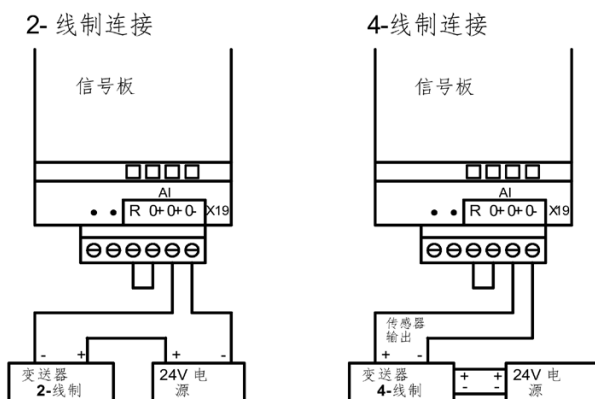 2- 线制连接
信号板
AI
• • R 0+ 0+ 0- X19
- + + -
变送器
2-线制
24V 电
源
4-线制连接
信号板
AI
• • R 0+ 0+ 0- X19
传感器
输出
+ -
变送器
4-线制
+ +
- -
24V 电
源